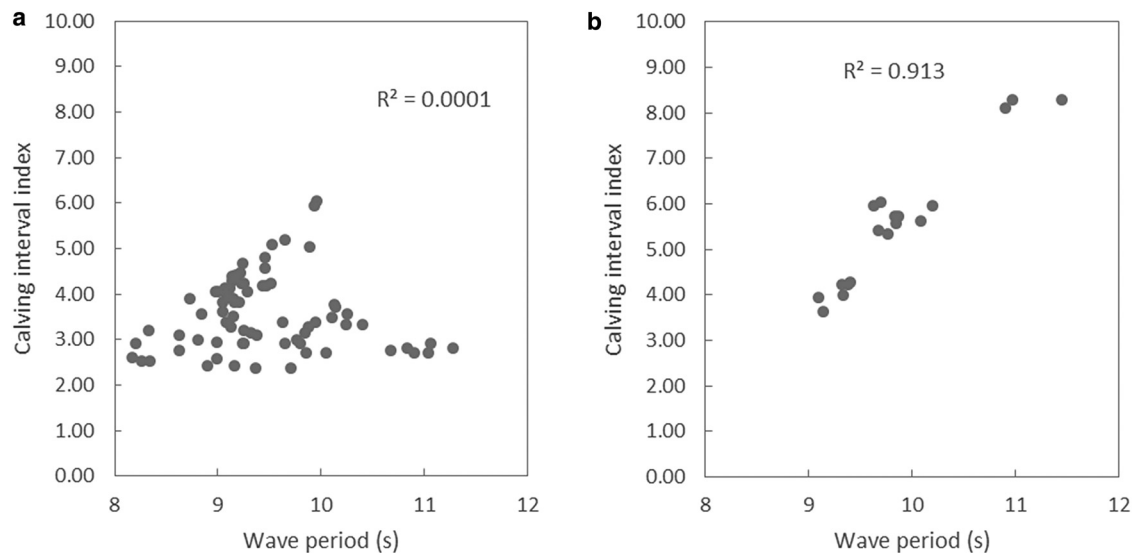 a
10.00
9.00
8.00
7.00
6.00
5.00
4.00
3.00
2.00
1.00
0.00
Calving interval index
R² = 0.0001
8 9 10 11 12
Wave period (s)
b
10.00
9.00
8.00
7.00
6.00
5.00
4.00
3.00
2.00
1.00
0.00
Calving interval index
R² = 0.913
8 9 10 11 12
Wave period (s)